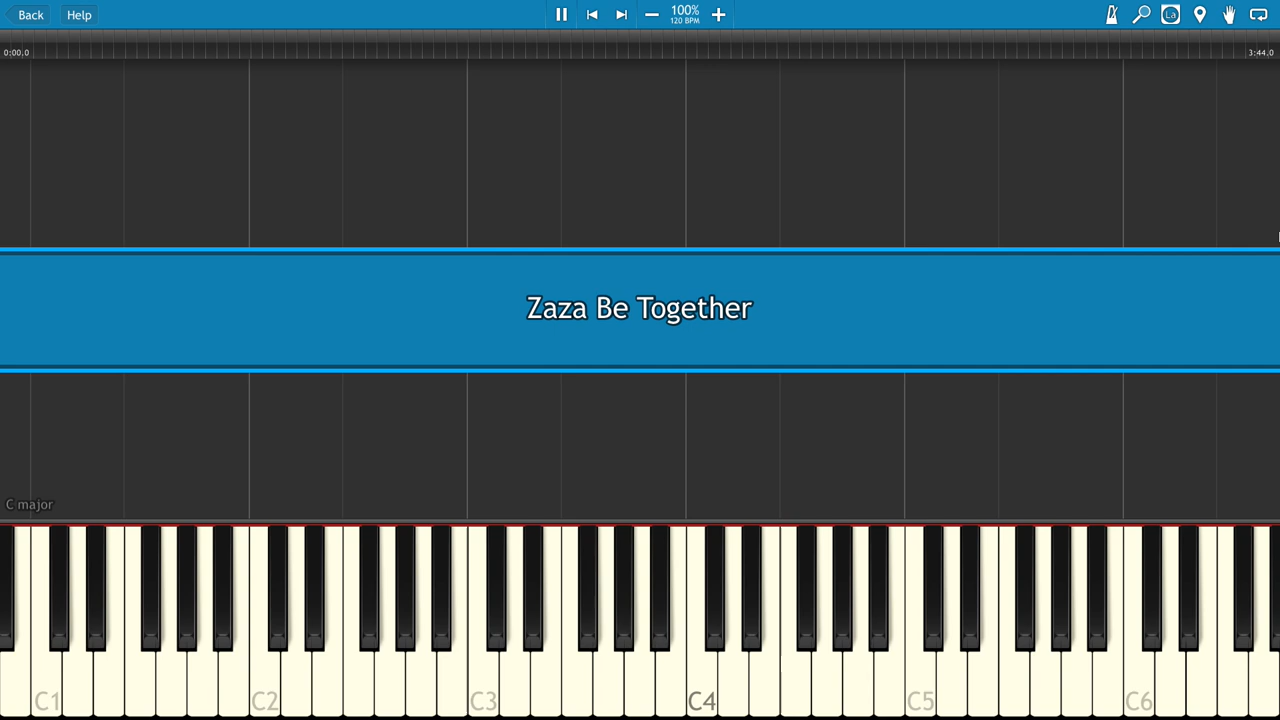 Back Help 100% La
120 BPM
0:00,0 3:44,0
Zaza Be Together
C major
C1 C2 C3 C4 C5 C6